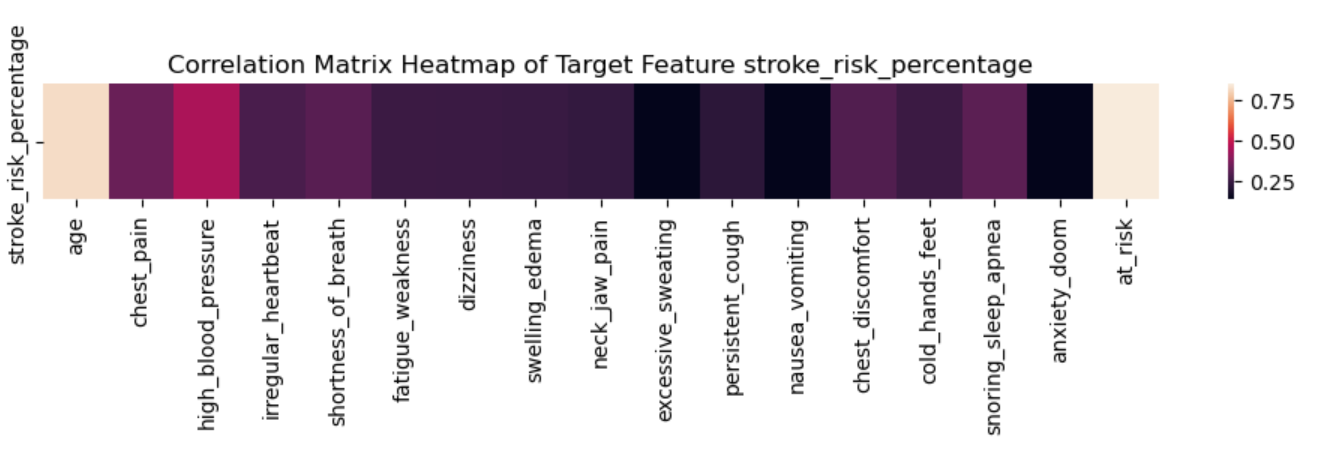 Correlation Matrix Heatmap of Target Feature stroke_risk_percentage
stroke_risk_percentage
age
chest_pain
high_blood_pressure
irregular_heartbeat
shortness_of_breath
fatigue_weakness
dizziness
swelling_edema
neck_jaw_pain
excessive_sweating
persistent_cough
nausea_vomiting
chest_discomfort
cold_hands_feet
snoring_sleep_apnea
anxiety_doom
at_risk
0.75
0.50
0.25